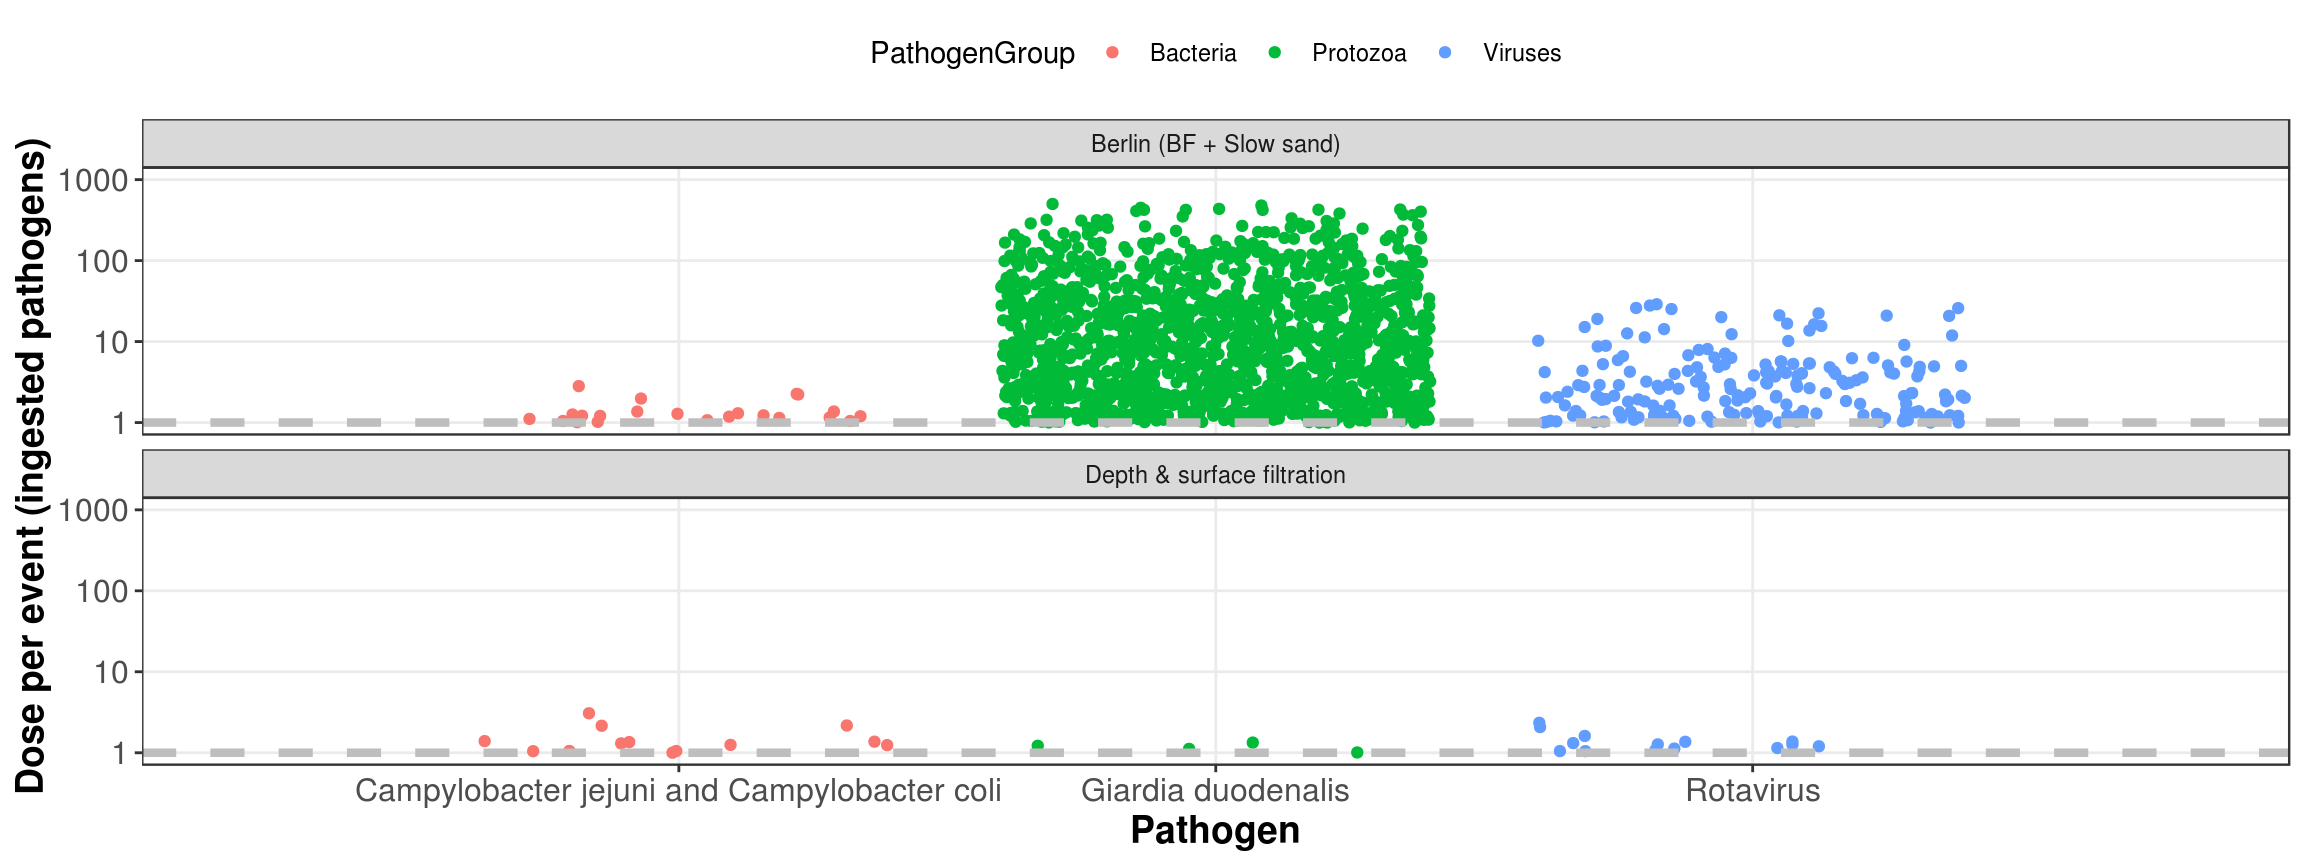 PathogenGroup Bacteria Protozoa Viruses
Dose per event (ingested pathogens)
Berlin (BF + Slow sand)
1000
100
10
1
Depth & surface filtration
1000
100
10
1
Campylobacter jejuni and Campylobacter coli Giardia duodenalis Rotavirus
Pathogen